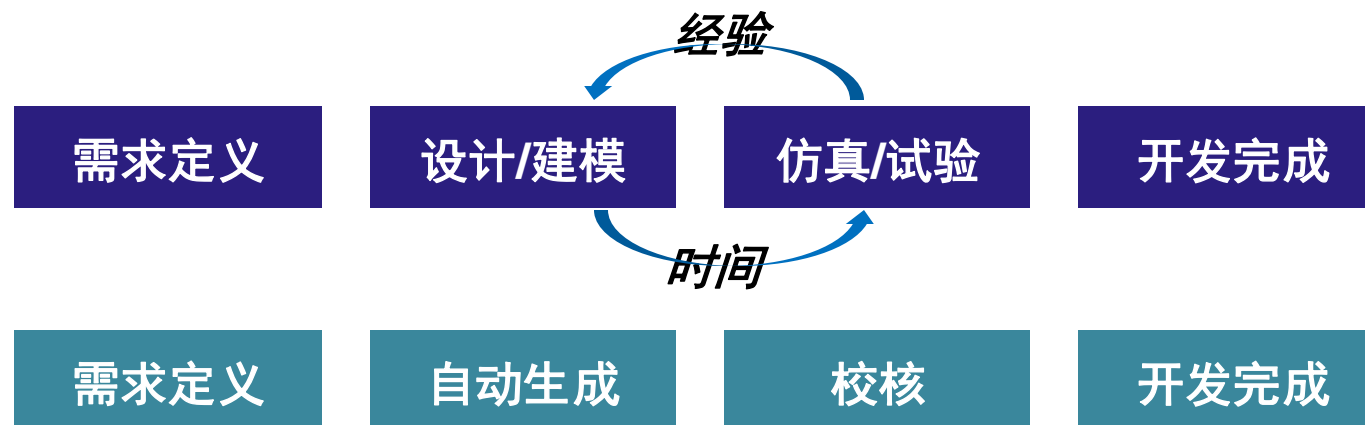 经验
需求定义
设计/建模
仿真/试验
开发完成
时间
需求定义
自动生成
校核
开发完成